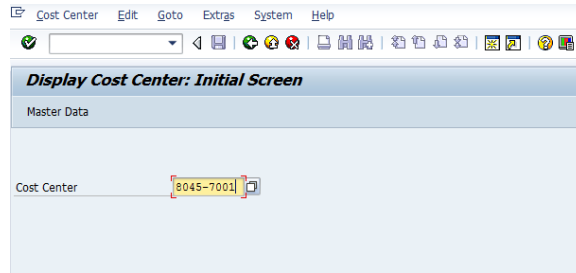 Cost Center Edit Goto Extras System Help
Display Cost Center: Initial Screen
Master Data
Cost Center 8045-7001